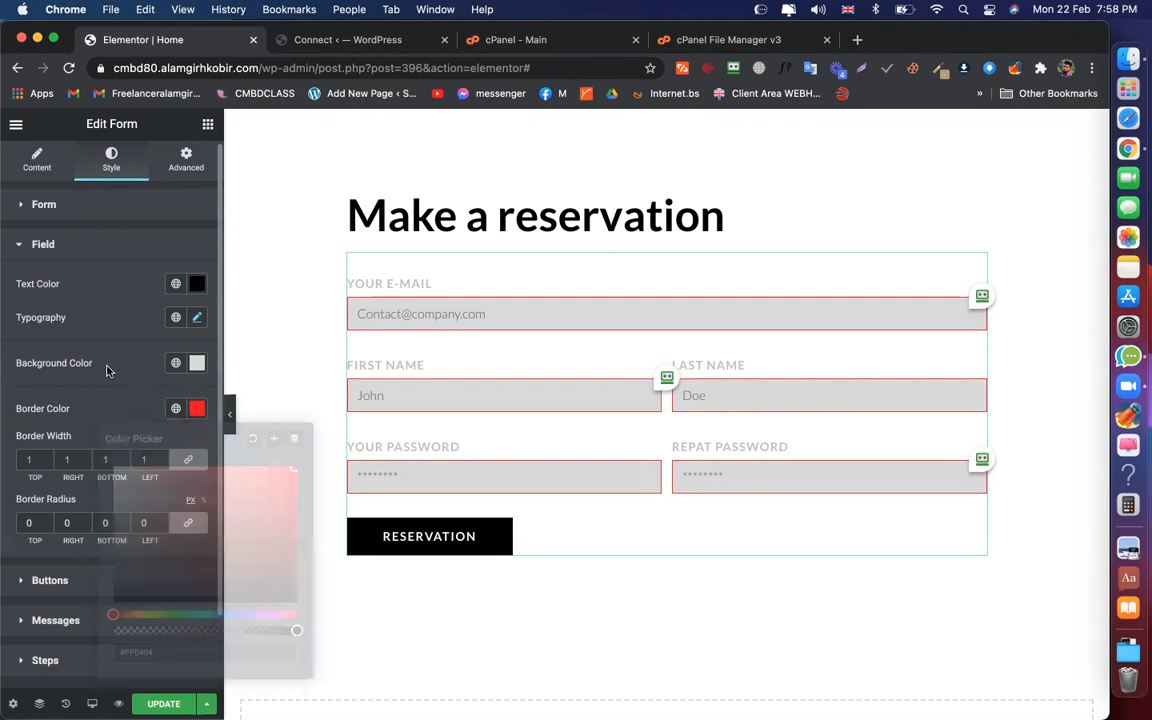 Chrome File Edit View History Bookmarks People Tab Window Help Mon 22 Feb 7:58 PM
Elementor | Home Connect ‹ — WordPress cPanel - Main cPanel File Manager v3
cmbd80.alamgirhkobir.com/wp-admin/post.php?post=396&action=elementor#
Apps Freelanceralamgir... CMBDCLASS Add New Page ‹ S... messenger M Internet.bs Client Area WEBH... » Other Bookmarks
Edit Form
Content Style Advanced
Form
Field
Text Color
Typography
Background Color
Border Color
Border Width
Color Picker
1 1 1 1
TOP RIGHT BOTTOM LEFT
Border Radius PX %
0 0 0 0
TOP RIGHT BOTTOM LEFT
Buttons
Messages
#FF0404
Steps
UPDATE
Make a reservation
YOUR E-MAIL
Contact@company.com
FIRST NAME LAST NAME
John Doe
YOUR PASSWORD REPAT PASSWORD
******** ********
RESERVATION